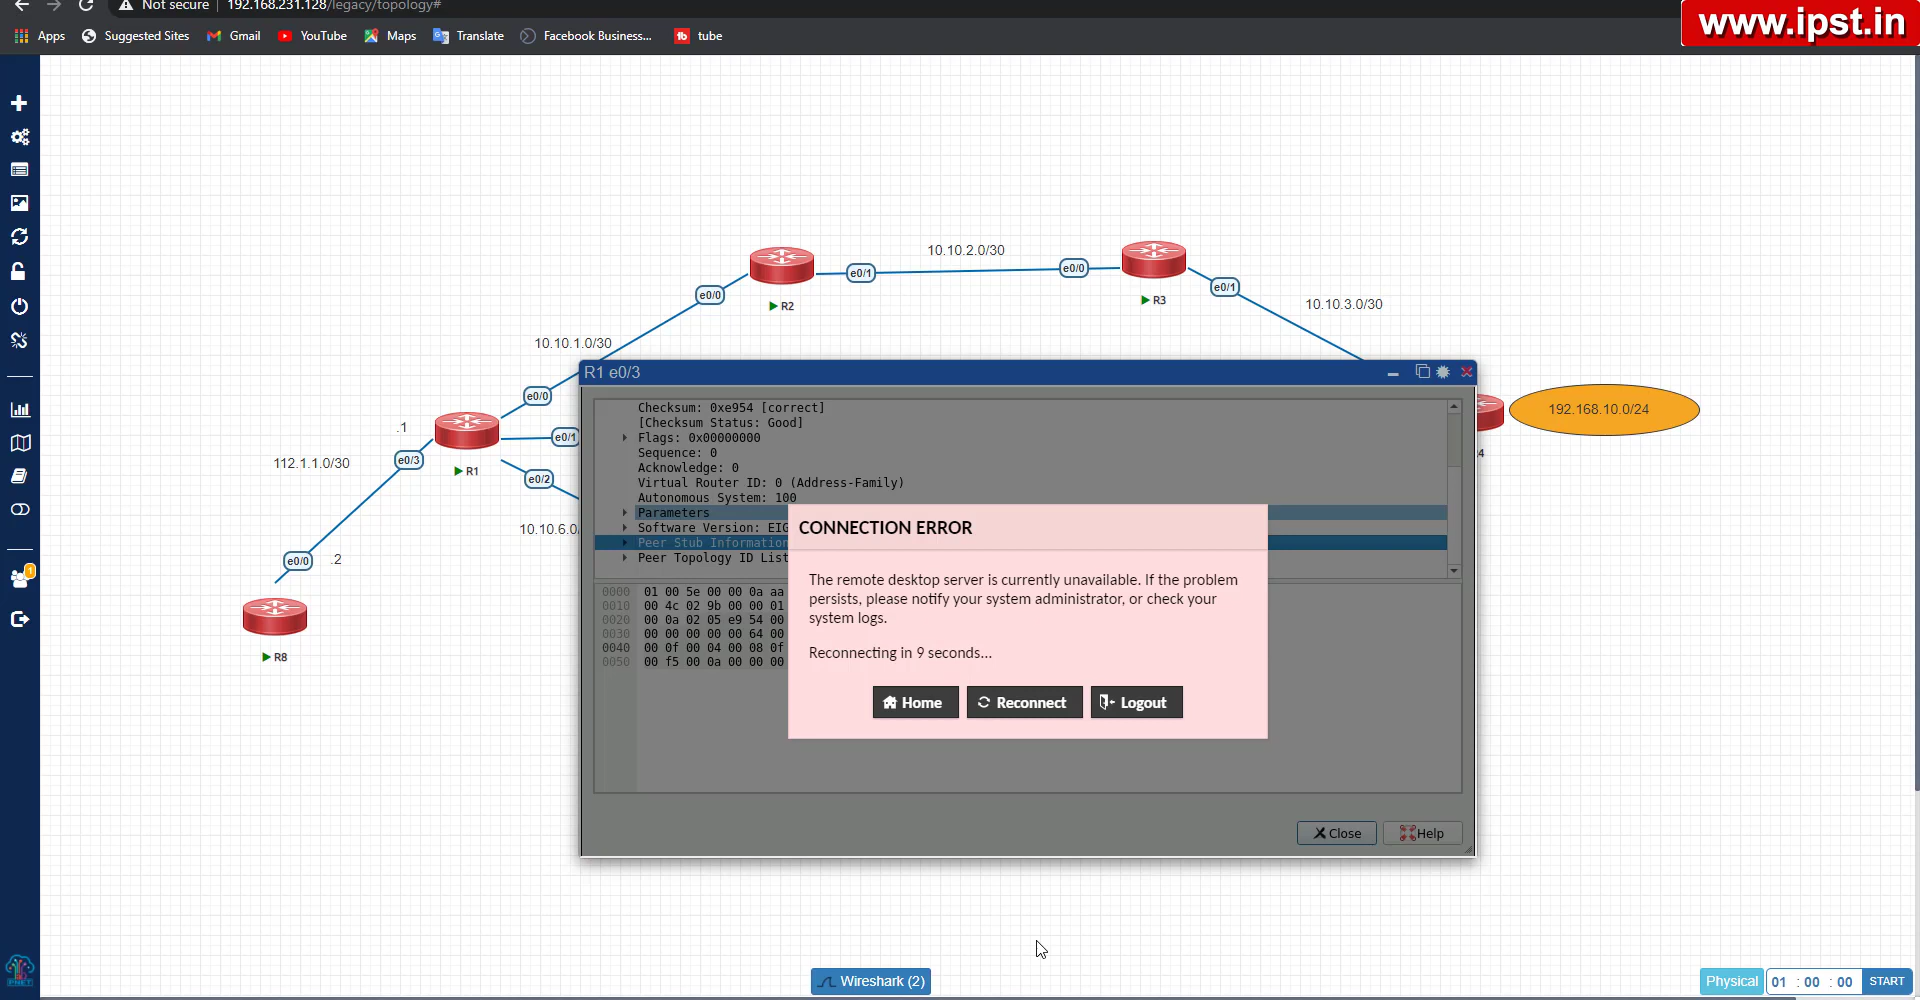 Not secure
192.168.231.128/legacy/topology#
www.ipst.in
Apps
Suggested Sites
Gmail
YouTube
Maps
Translate
Facebook Business...
tube
10.10.2.0/30
e0/1
e0/0
R2
R3
e0/0
e0/1
10.10.3.0/30
10.10.1.0/30
R1 e0/3
e0/0
.1
e0/1
192.168.10.0/24
112.1.1.0/30
e0/3
R1
e0/2
4
10.10.6.0/
e0/0
.2
R8
Checksum: 0xe954 [correct]
[Checksum Status: Good]
Flags: 0x00000000
Sequence: 0
Acknowledge: 0
Virtual Router ID: 0 (Address-Family)
Autonomous System: 100
Parameters
Software Version: EIG
Peer Stub Information
Peer Topology ID List
0000 01 00 5e 00 00 0a aa
0010 00 4c 02 9b 00 00 01
0020 00 0a 02 05 e9 54 00
0030 00 00 00 00 00 64 00
0040 00 0f 00 04 00 08 0f
0050 00 f5 00 0a 00 00 00
CONNECTION ERROR
The remote desktop server is currently unavailable. If the problem
persists, please notify your system administrator, or check your
system logs.
Reconnecting in 9 seconds...
Home
Reconnect
Logout
Close
Help
1
PNET
Wireshark (2)
Physical
01 : 00 : 00
START